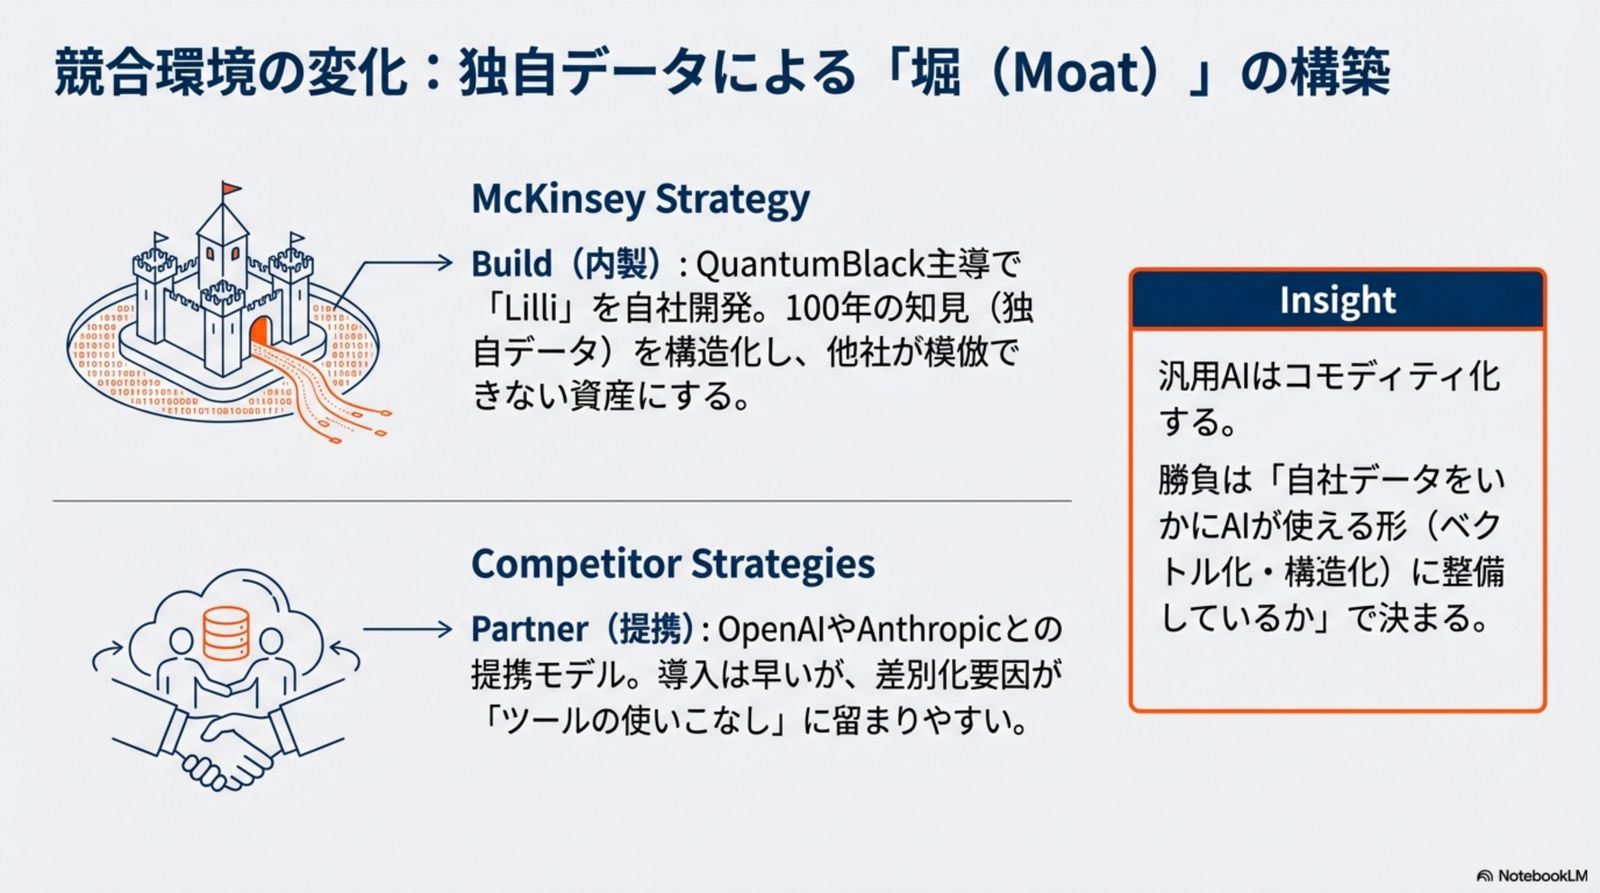 競合環境の変化：独自データによる「堀（Moat）」の構築
McKinsey Strategy
Build（内製）: QuantumBlack主導で
「Lilli」を自社開発。100年の知見（独
自データ）を構造化し、他社が模倣で
きない資産にする。
Competitor Strategies
Partner（提携）: OpenAIやAnthropicとの
提携モデル。導入は早いが、差別化要因が
「ツールの使いこなし」に留まりやすい。
Insight
汎用AIはコモディティ化
する。
勝負は「自社データをい
かにAIが使える形（ベク
トル化・構造化）に整備
しているか」で決まる。
NotebookLM